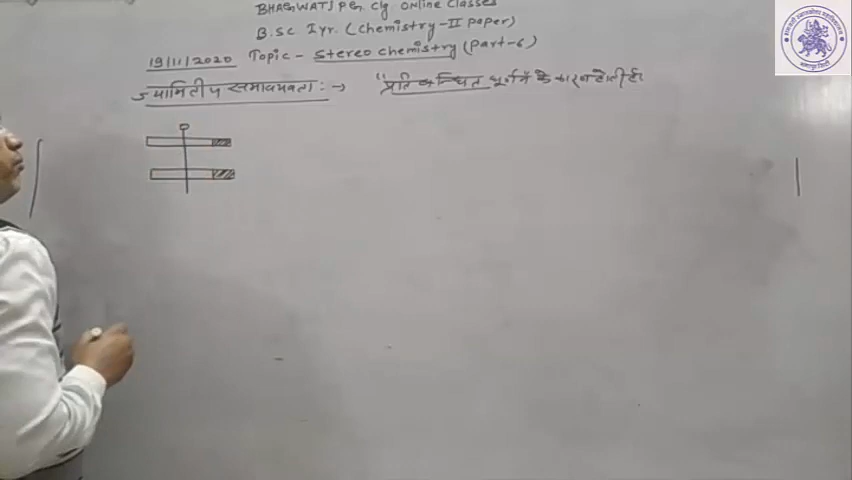 BHAGWATI PG Clg Online Classes
B.SC I yr. (Chemistry-II paper)
19/11/2020 Topic - Stereo chemistry (Part-6)
ज्यामितीय समावयवता :→ "प्रतिबन्धित घूर्णन के कारण होती है।